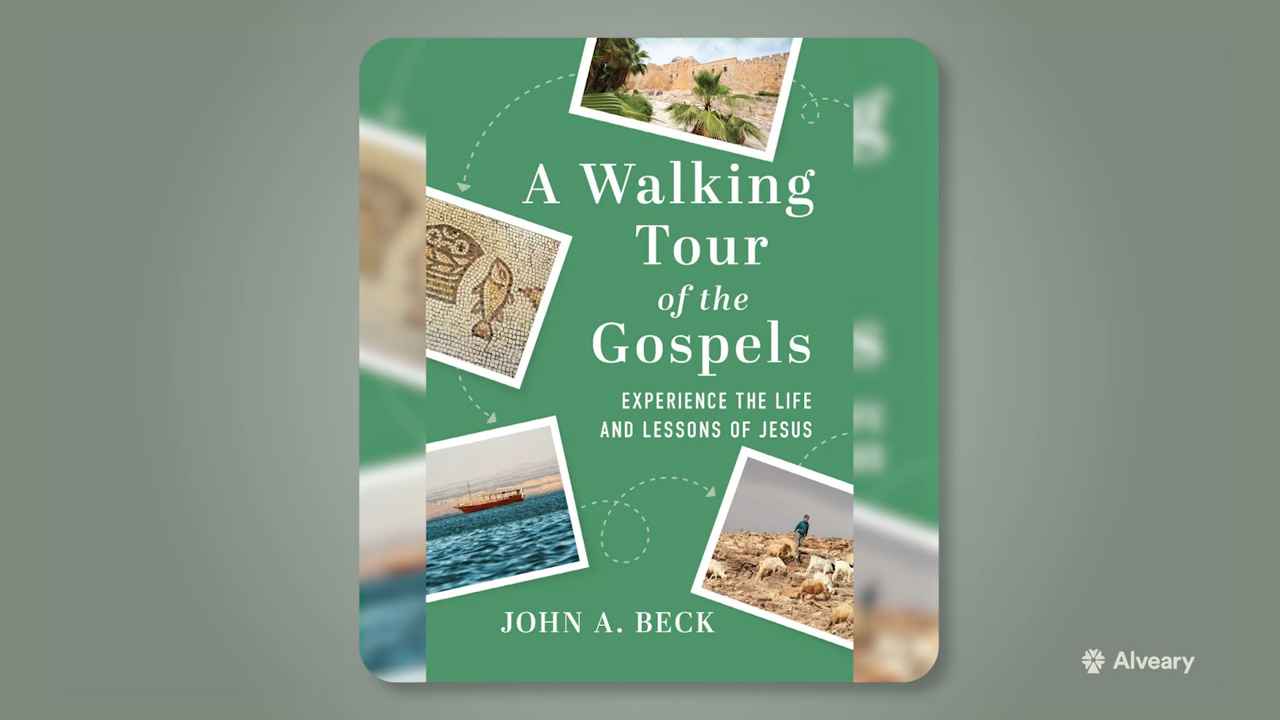 A Walking
Tour
of the
Gospels
EXPERIENCE THE LIFE
AND LESSONS OF JESUS
JOHN A. BECK
Alveary